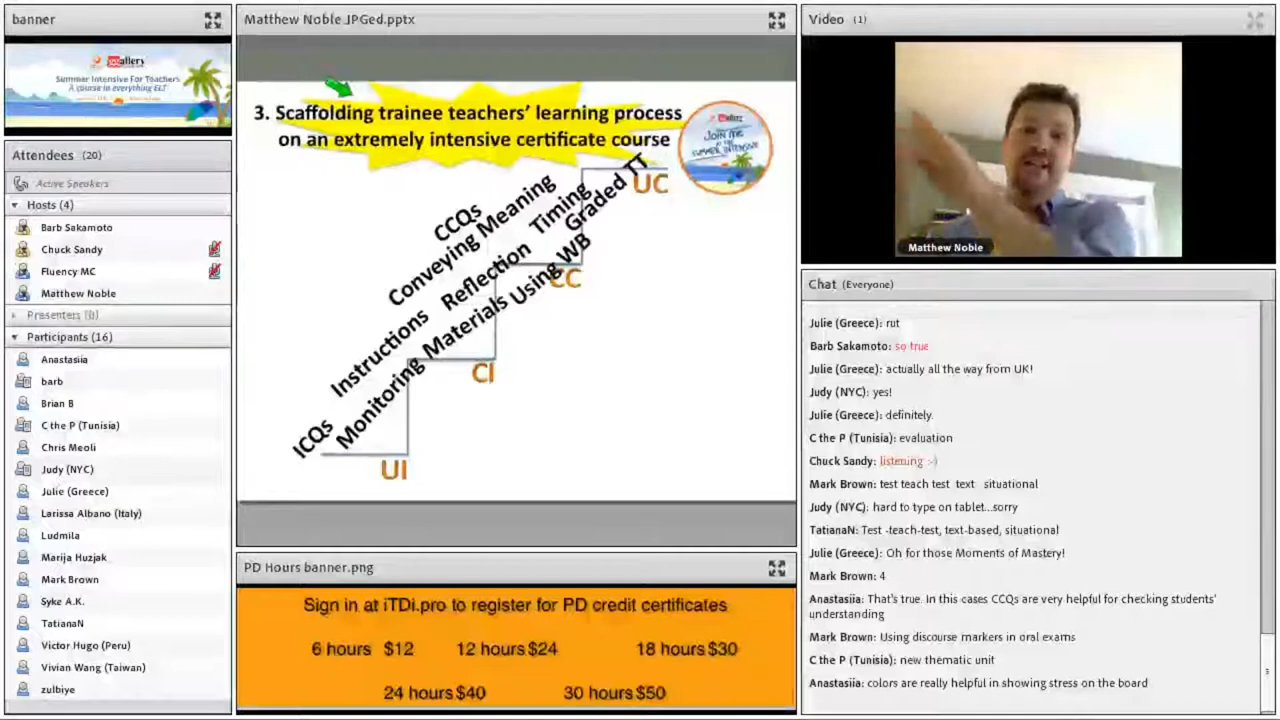 banner
Summer Intensive For Teachers
A course in everything ELT
Attendees (20)
Active Speakers
Hosts (4)
Barb Sakamoto
Chuck Sandy
Fluency MC
Matthew Noble
Presenters (0)
Participants (16)
Anastasiia
barb
Brian B
C the P (Tunisia)
Chris Meoli
Judy (NYC)
Julie (Greece)
Larissa Albano (Italy)
Ludmila
Marija Huzjak
Mark Brown
Syke A.K.
TatianaN
Victor Hugo (Peru)
Vivian Wang (Taiwan)
zulbiye
Matthew Noble JPGed.pptx
3. Scaffolding trainee teachers' learning process
on an extremely intensive certificate course
JOIN ME
SUMMER INTENSIVE
CCQs
Conveying Meaning
Timing
Graded TT
UC
Instructions
Reflection
Using WB
CC
ICQs
Monitoring
Materials
CI
UI
PD Hours banner.png
Sign in at iTDi.pro to register for PD credit certificates
6 hours $12 12 hours $24 18 hours $30
24 hours $40 30 hours $50
Video (1)
Matthew Noble
Chat (Everyone)
Julie (Greece): rut
Barb Sakamoto: so true
Julie (Greece): actually all the way from UK!
Judy (NYC): yes!
Julie (Greece): definitely.
C the P (Tunisia): evaluation
Chuck Sandy: listening :-)
Mark Brown: test teach test text situational
Judy (NYC): hard to type on tablet...sorry
TatianaN: Test -teach-test, text-based, situational
Julie (Greece): Oh for those Moments of Mastery!
Mark Brown: 4
Anastasiia: That's true. In this cases CCQs are very helpful for checking students'
understanding
Mark Brown: Using discourse markers in oral exams
C the P (Tunisia): new thematic unit
Anastasiia: colors are really helpful in showing stress on the board